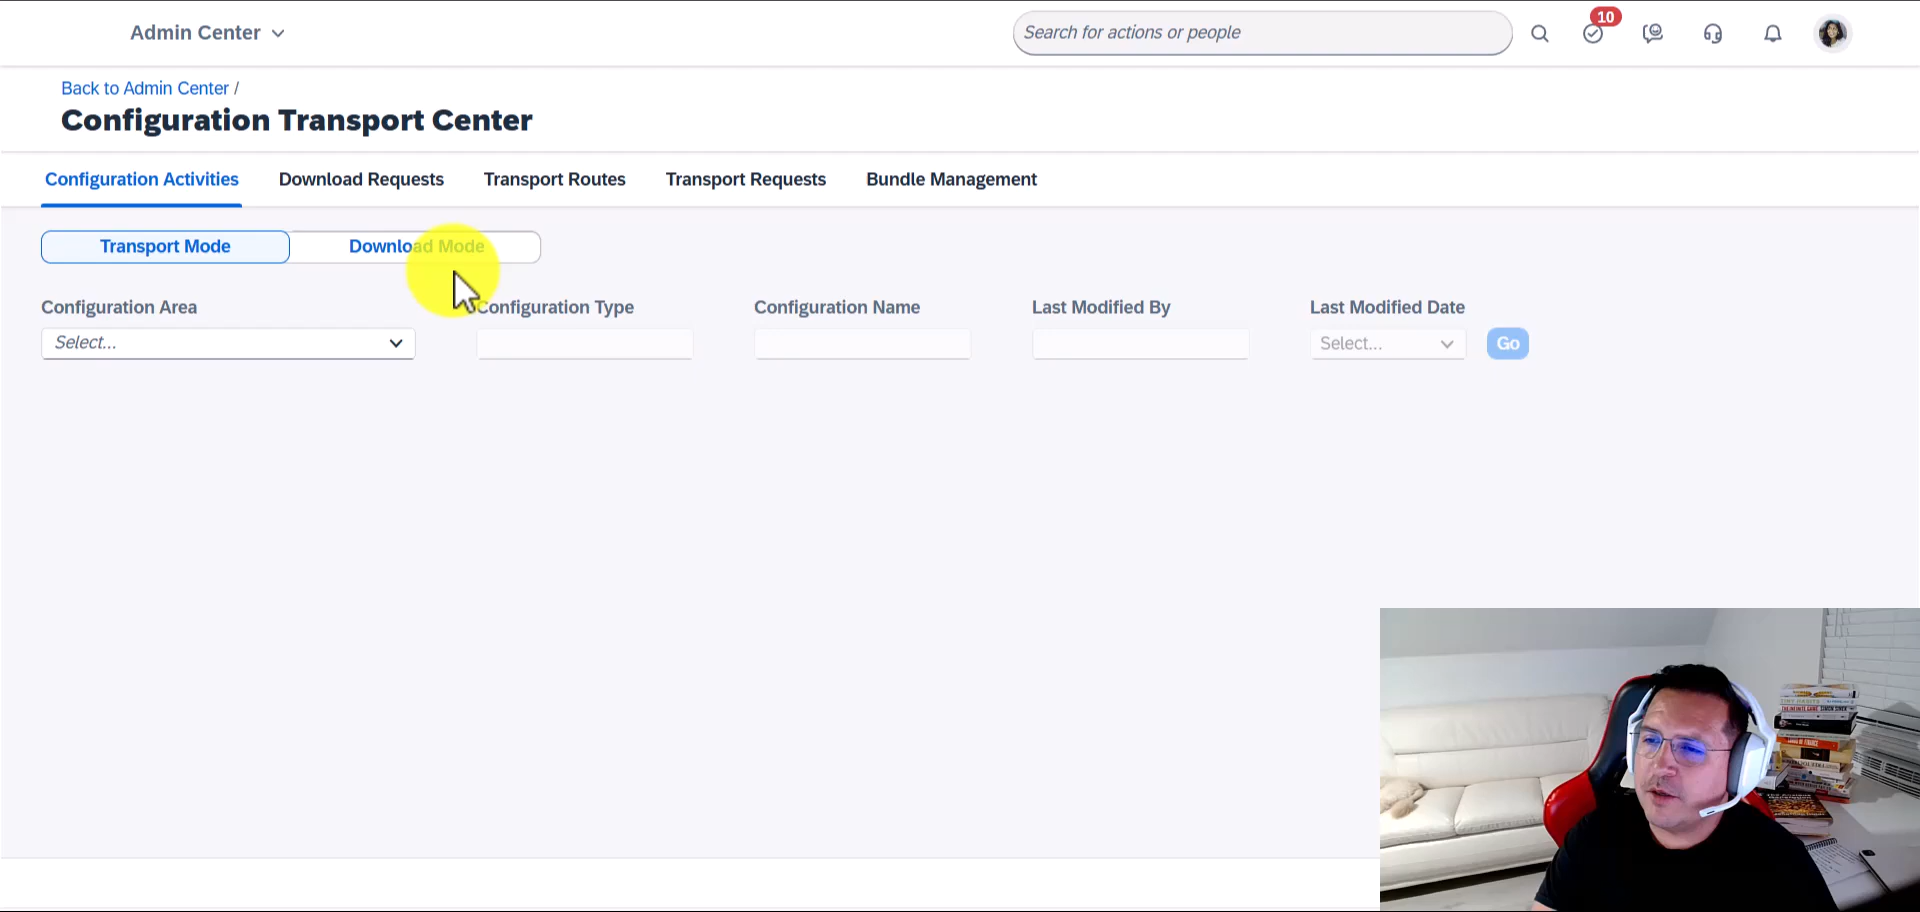 Admin Center
Search for actions or people
10
Back to Admin Center /
Configuration Transport Center
Configuration Activities
Download Requests
Transport Routes
Transport Requests
Bundle Management
Transport Mode
Download Mode
Configuration Area
Configuration Type
Configuration Name
Last Modified By
Last Modified Date
Select...
Select...
Go